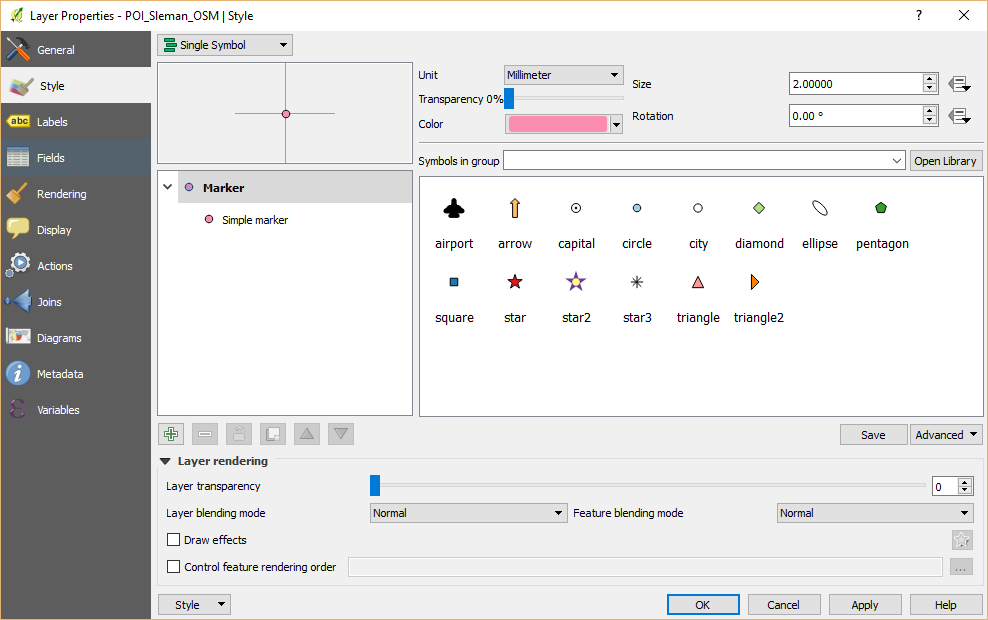 Layer Properties - POI_Sleman_OSM | Style
?
General
Style
abc Labels
Fields
Rendering
Display
Actions
Joins
Diagrams
Metadata
Variables
Single Symbol
Unit Millimeter
Size 2.00000
Transparency 0%
Color
Rotation 0.00 °
Symbols in group
Open Library
Marker
Simple marker
airport arrow capital circle city diamond ellipse pentagon
square star star2 star3 triangle triangle2
Save Advanced
Layer rendering
Layer transparency 0
Layer blending mode Normal Feature blending mode Normal
Draw effects
Control feature rendering order ...
Style OK Cancel Apply Help